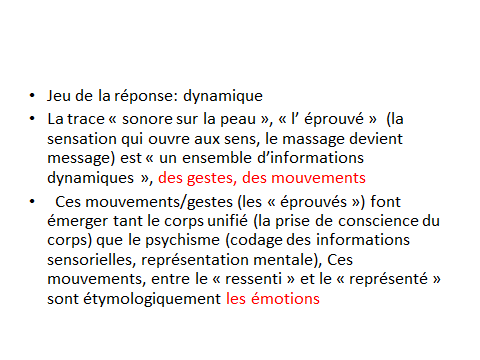 • Jeu de la réponse: dynamique
• La trace « sonore sur la peau », « l’ éprouvé »  (la
sensation qui ouvre aux sens, le massage devient
message) est « un ensemble d’informations
dynamiques », des gestes, des mouvements
•  Ces mouvements/gestes (les « éprouvés ») font
émerger tant le corps unifié (la prise de conscience du
corps) que le psychisme (codage des informations
sensorielles, représentation mentale), Ces
mouvements, entre le « ressenti » et le « représenté »
sont étymologiquement les émotions